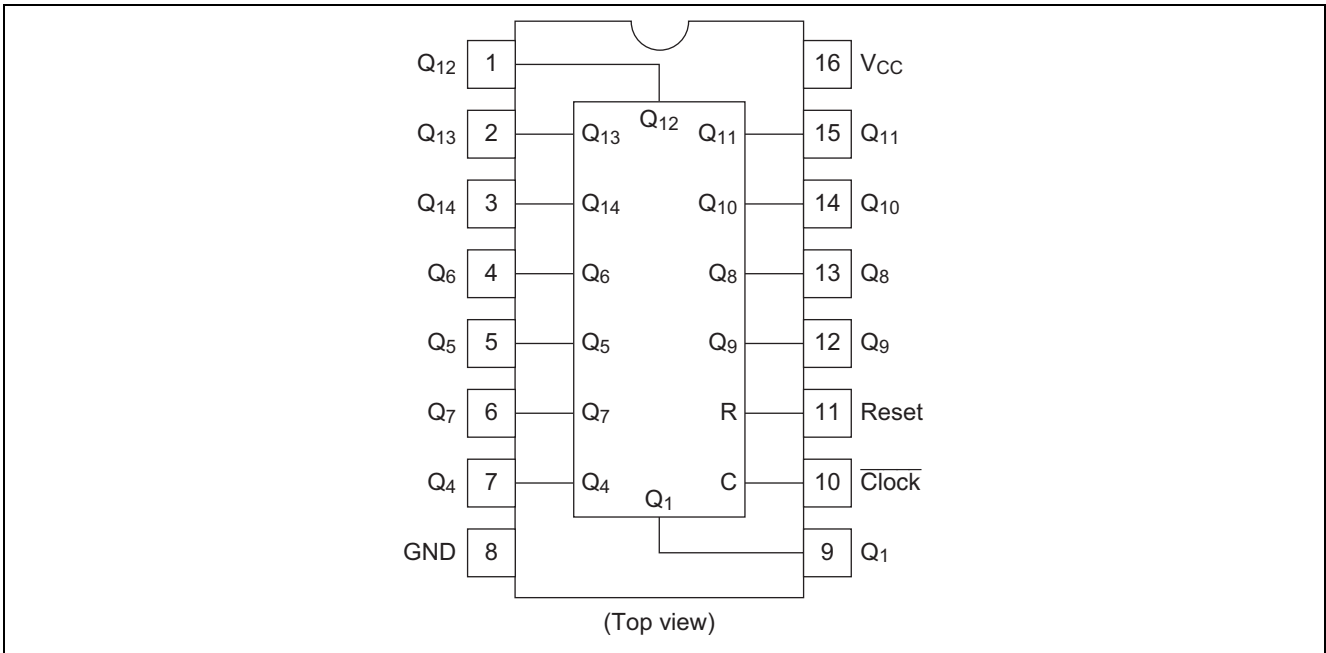 Q12 1 16 VCC
Q12
Q13 2 Q13 Q11 15 Q11
Q14 3 Q14 Q10 14 Q10
Q6 4 Q6 Q8 13 Q8
Q5 5 Q5 Q9 12 Q9
Q7 6 Q7 R 11 Reset
Q4 7 Q4 C 10 Clock
Q1
GND 8 9 Q1
(Top view)